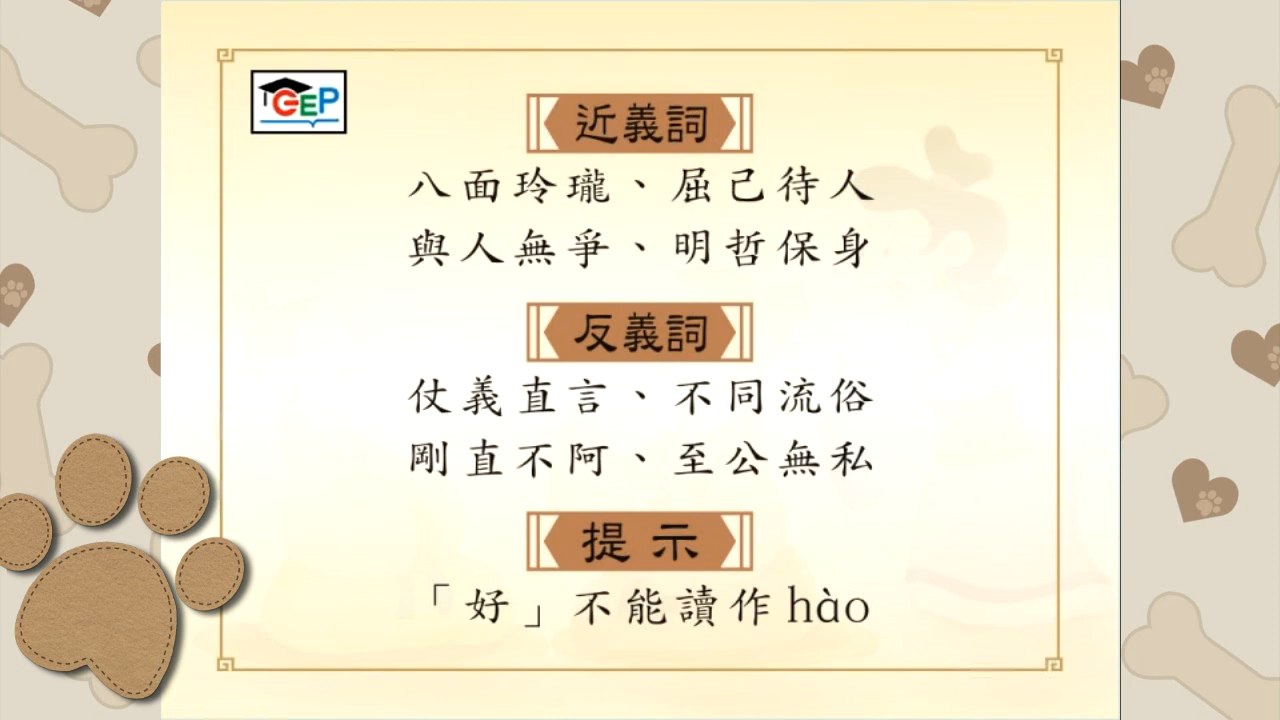 GEP
近義詞
八面玲瓏、屈己待人
與人無爭、明哲保身
反義詞
仗義直言、不同流俗
剛直不阿、至公無私
提示
「好」不能讀作hào